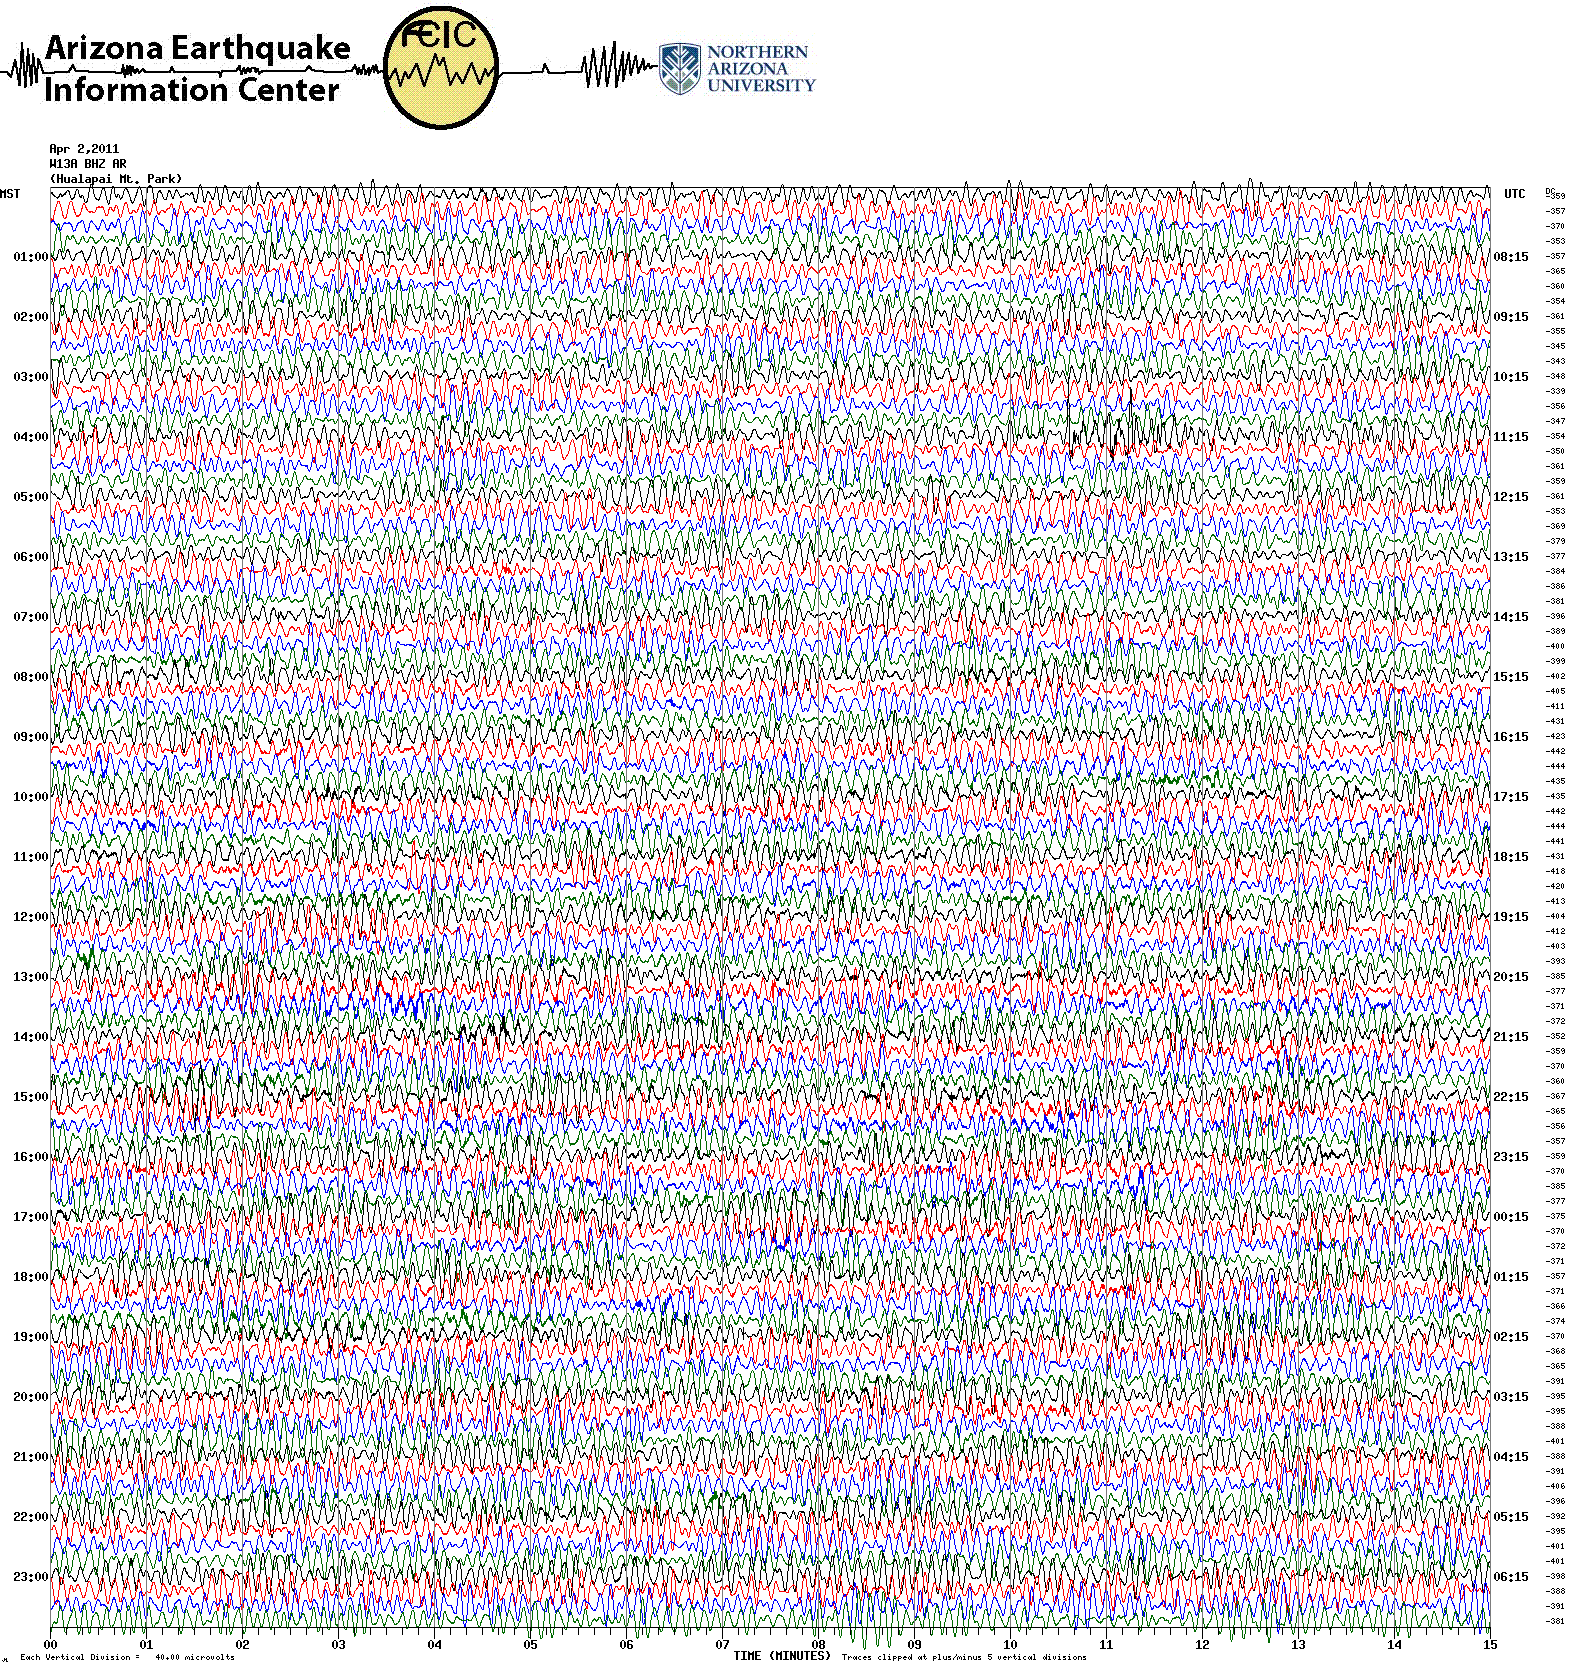 Arizona Earthquake
Information Center
ÆIC
NORTHERN
ARIZONA
UNIVERSITY
Apr 2,2011
W13A BHZ AR
(Hualapai Mt. Park)
MST UTC DC
-359
-357
-370
-353
01:00 08:15 -357
-365
-360
-354
02:00 09:15 -361
-355
-345
-343
03:00 10:15 -348
-339
-356
-347
04:00 11:15 -354
-350
-361
-359
05:00 12:15 -361
-353
-369
-379
06:00 13:15 -377
-384
-386
-381
07:00 14:15 -396
-389
-400
-399
08:00 15:15 -402
-405
-411
-431
09:00 16:15 -423
-442
-444
-435
10:00 17:15 -435
-442
-444
-441
11:00 18:15 -431
-418
-420
-413
12:00 19:15 -404
-412
-403
-393
13:00 20:15 -385
-377
-371
-372
14:00 21:15 -352
-359
-370
-360
15:00 22:15 -367
-365
-356
-357
16:00 23:15 -359
-370
-385
-377
17:00 00:15 -375
-370
-372
-371
18:00 01:15 -357
-371
-366
-374
19:00 02:15 -370
-368
-365
-391
20:00 03:15 -395
-395
-388
-401
21:00 04:15 -388
-391
-406
-396
22:00 05:15 -392
-395
-401
-401
23:00 06:15 -398
-388
-391
-381
00 01 02 03 04 05 06 07 08 09 10 11 12 13 14 15
TIME (MINUTES)
Each Vertical Division = 40.00 microvolts
Traces clipped at plus/minus 5 vertical divisions